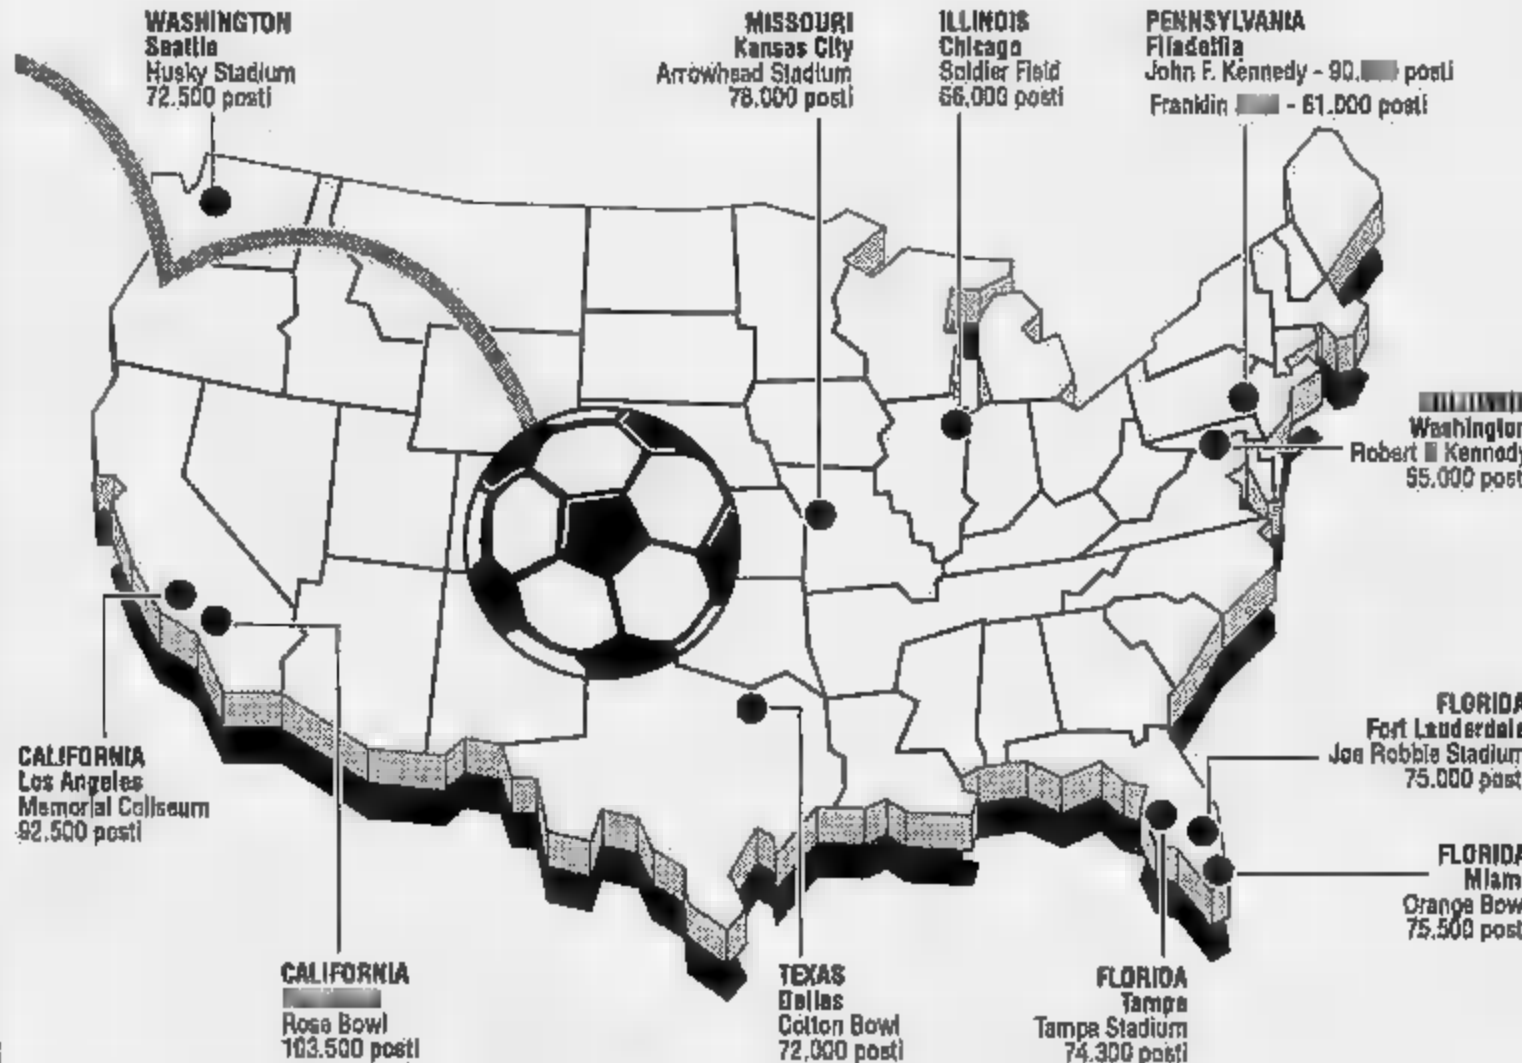 WASHINGTON
Seattle
Husky Stadium
72.500 posti
MISSOURI
Kansas City
Arrowhead Stadium
78.000 posti
ILLINOIS
Chicago
Soldier Field
66.000 posti
PENNSYLVANIA
Filadelfia
John F. Kennedy - posti
Franklin - 61.000 posti
Washington
Robert Kennedy
55.000 posti
CALIFORNIA
Los Angeles
Memorial Coliseum
92.500 posti
CALIFORNIA
Rose Bowl
103.500 posti
TEXAS
Dallas
Cotton Bowl
72.000 posti
FLORIDA
Tampa
Tampa Stadium
74.300 posti
FLORIDA
Fort Lauderdale
Joe Robbie Stadium
75.000 posti
FLORIDA
Miami
Orange Bowl
75.500 posti